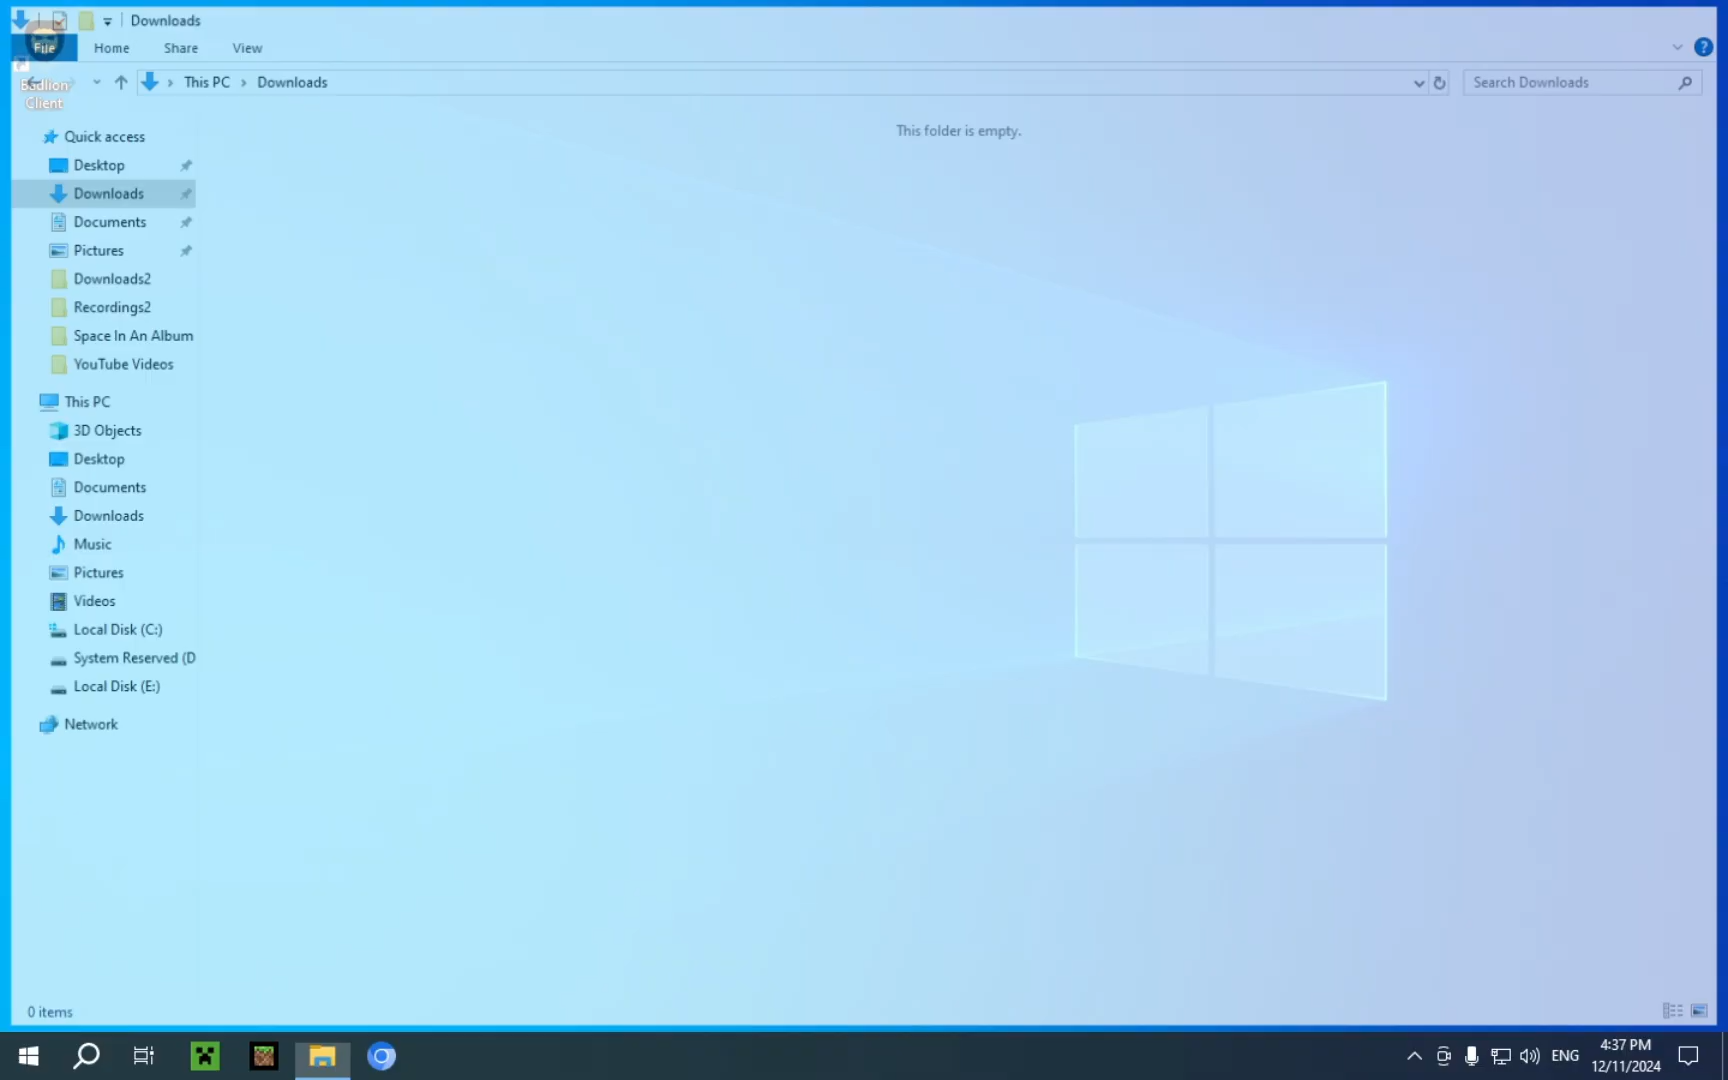 Downloads
File
Home
Share
View
Badlion
Client
This PC
Downloads
Search Downloads
This folder is empty.
Quick access
Desktop
Downloads
Documents
Pictures
Downloads2
Recordings2
Space In An Album
YouTube Videos
This PC
3D Objects
Desktop
Documents
Downloads
Music
Pictures
Videos
Local Disk (C:)
System Reserved (D
Local Disk (E:)
Network
0 items
ENG
4:37 PM
12/11/2024